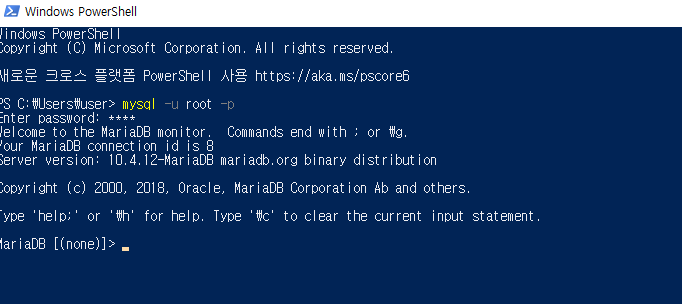 Windows PowerShell
Windows PowerShell
Copyright (C) Microsoft Corporation. All rights reserved.
새로운 크로스 플랫폼 PowerShell 사용 https://aka.ms/pscore6
PS C:₩Users₩user> mysql -u root -p
Enter password: ****
Welcome to the MariaDB monitor.  Commands end with ; or ₩g.
Your MariaDB connection id is 8
Server version: 10.4.12-MariaDB mariadb.org binary distribution
Copyright (c) 2000, 2018, Oracle, MariaDB Corporation Ab and others.
Type 'help;' or '₩h' for help. Type '₩c' to clear the current input statement.
MariaDB [(none)]> _